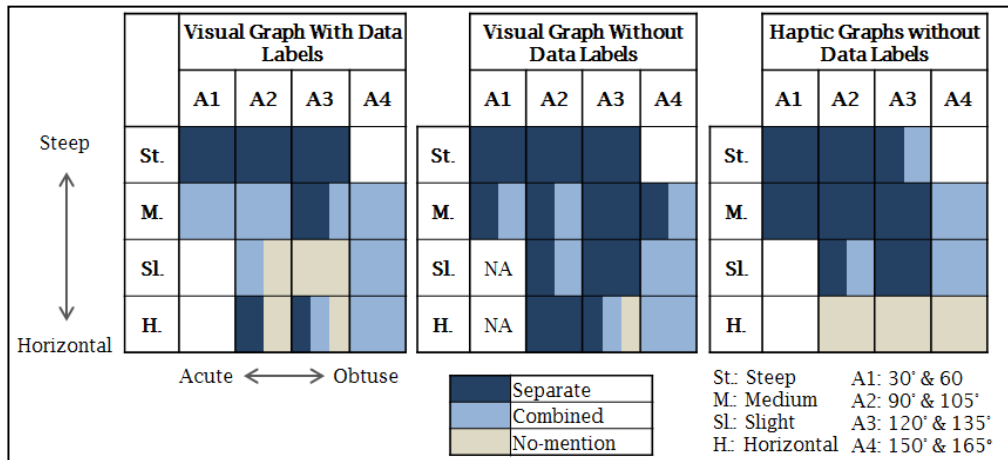 Visual Graph With Data
Labels
Visual Graph Without
Data Labels
Haptic Graphs without
Data Labels
A1 A2 A3 A4
A1 A2 A3 A4
A1 A2 A3 A4
Steep
St.
St.
St.
M.
M.
M.
Sl.
Sl. NA
Sl.
H.
H. NA
H.
Horizontal
Acute Obtuse
Separate
Combined
No-mention
St.: Steep A1: 30° & 60
M.: Medium A2: 90° & 105°
Sl.: Slight A3: 120° & 135°
H.: Horizontal A4: 150° & 165°